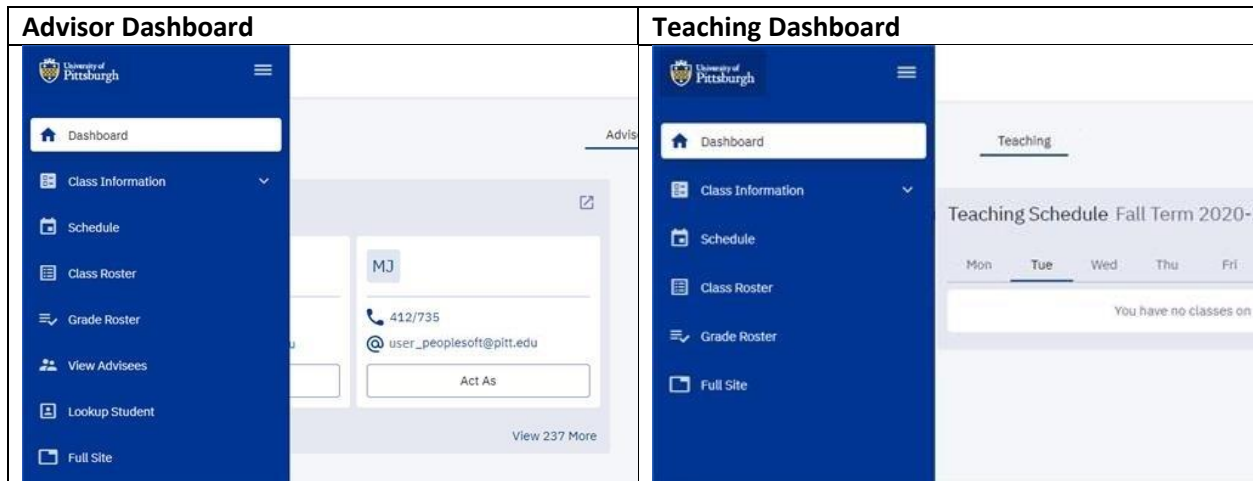 Advisor Dashboard
University of
Pittsburgh
Dashboard
Class Information
Schedule
Class Roster
Grade Roster
View Advisees
Lookup Student
Full Site
Advis
MJ
412/735
user_peoplesoft@pitt.edu
u
Act As
View 237 More
Teaching Dashboard
University of
Pittsburgh
Dashboard
Class Information
Schedule
Class Roster
Grade Roster
Full Site
Teaching
Teaching Schedule Fall Term 2020-
Mon Tue Wed Thu Fri
You have no classes on